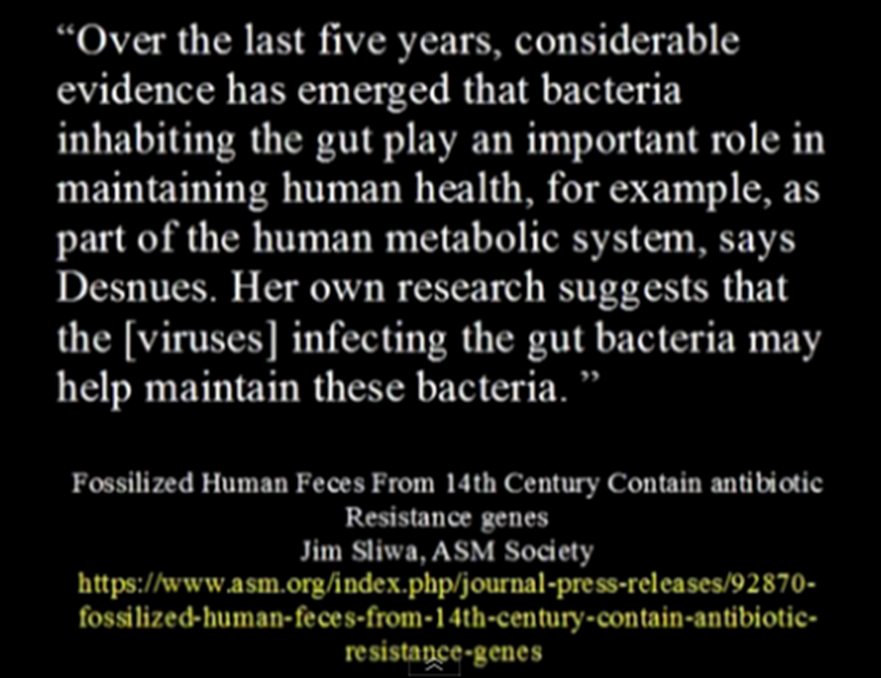 “Over the last five years, considerable
evidence has emerged that bacteria
inhabiting the gut play an important role in
maintaining human health, for example, as
part of the human metabolic system, says
Desnues. Her own research suggests that
the [viruses] infecting the gut bacteria may
help maintain these bacteria. ”
Fossilized Human Feces From 14th Century Contain antibiotic
Resistance genes
Jim Sliwa, ASM Society
https://www.asm.org/index.php/journal-press-releases/92870-
fossilized-human-feces-from-14th-century-contain-antibiotic-
resistance-genes